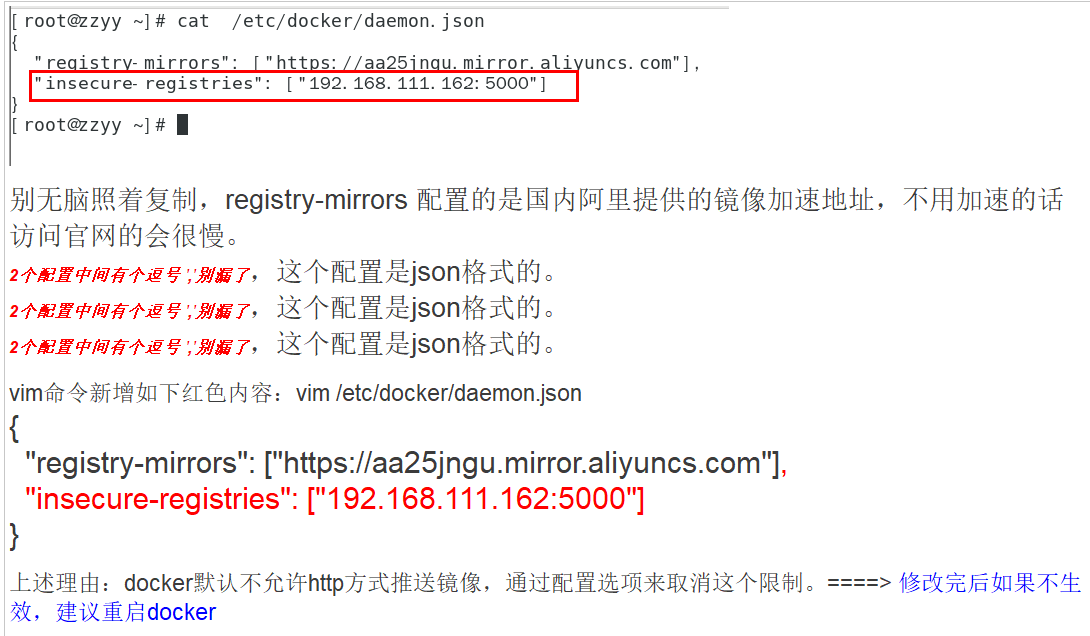 [root@zzyy ~]# cat  /etc/docker/daemon.json
{
  "registry-mirrors": ["https://aa25jngu.mirror.aliyuncs.com"],
  "insecure-registries": ["192.168.111.162:5000"]
}
[root@zzyy ~]#
别无脑照着复制，registry-mirrors 配置的是国内阿里提供的镜像加速地址，不用加速的话
访问官网的会很慢。
2个配置中间有个逗号 ','别漏了，这个配置是json格式的。
2个配置中间有个逗号 ','别漏了，这个配置是json格式的。
2个配置中间有个逗号 ','别漏了，这个配置是json格式的。
vim命令新增如下红色内容：vim /etc/docker/daemon.json
{
  "registry-mirrors": ["https://aa25jngu.mirror.aliyuncs.com"],
  "insecure-registries": ["192.168.111.162:5000"]
}
上述理由：docker默认不允许http方式推送镜像，通过配置选项来取消这个限制。====> 修改完后如果不生
效，建议重启docker